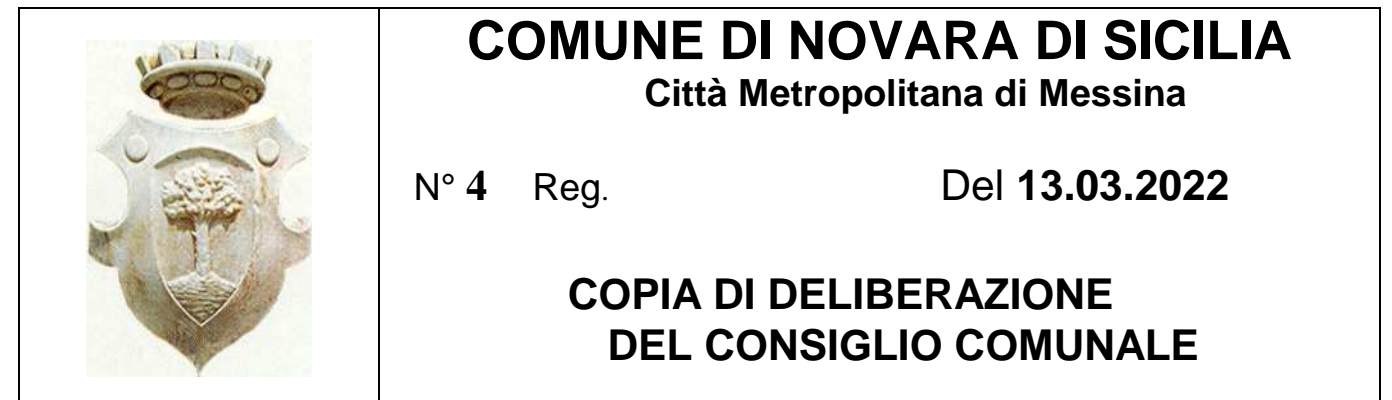 COMUNE DI NOVARA DI SICILIA
Città Metropolitana di Messina
N° 4 Reg. Del 13.03.2022
COPIA DI DELIBERAZIONE
DEL CONSIGLIO COMUNALE